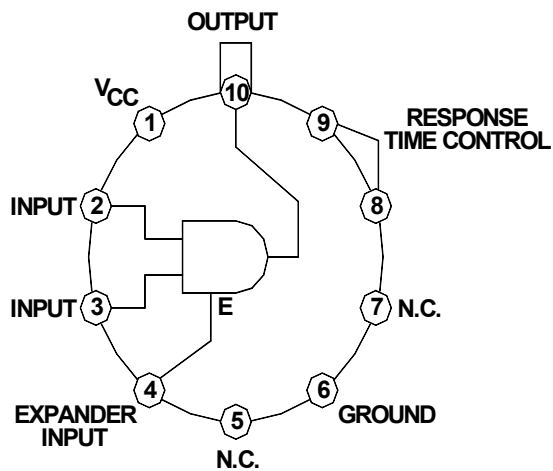 OUTPUT
VCC
10
1
9
RESPONSE
TIME CONTROL
INPUT 2
8
INPUT 3
E
7 N.C.
4
6
EXPANDER
INPUT
5
GROUND
N.C.